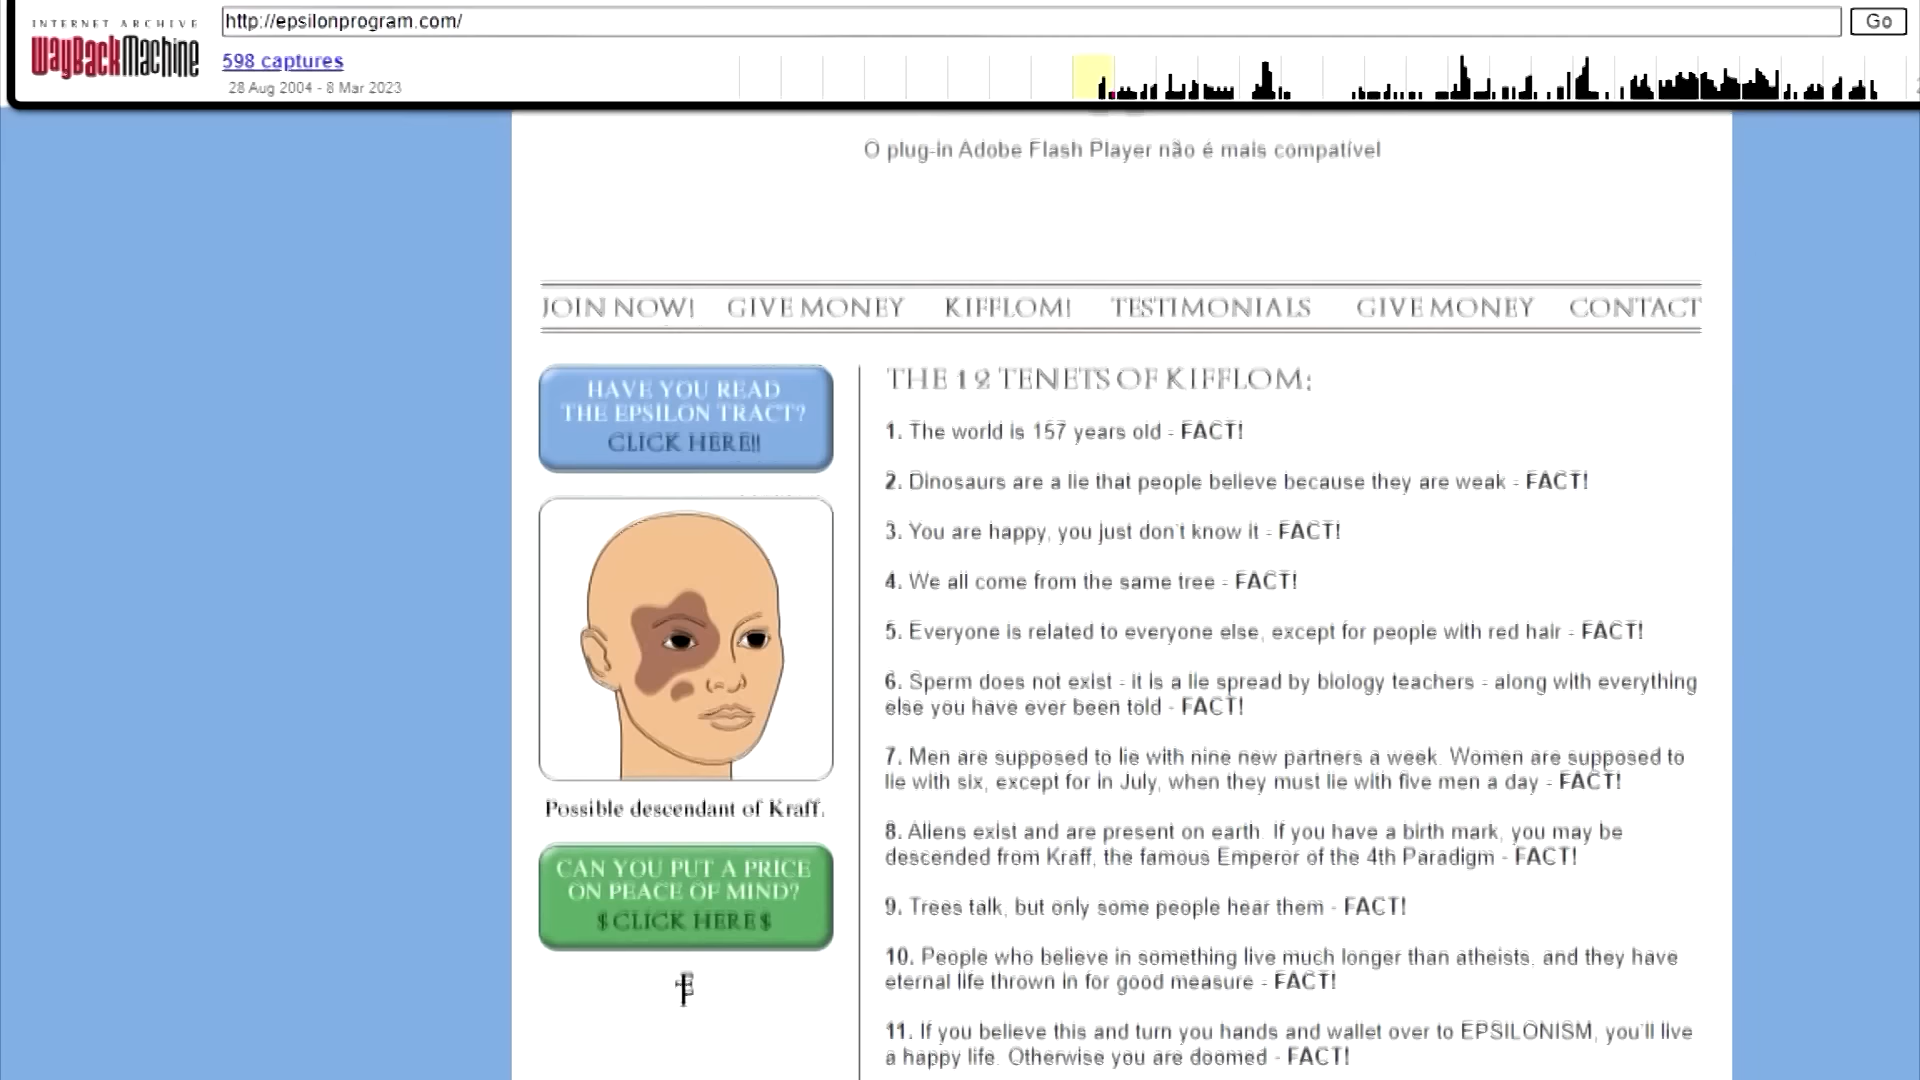 INTERNET ARCHIVE
WayBackMachine
http://epsilonprogram.com/
Go
598 captures
28 Aug 2004 - 8 Mar 2023
O plug-in Adobe Flash Player não é mais compatível
JOIN NOW! GIVE MONEY KIFFLOM! TESTIMONIALS GIVE MONEY CONTACT
HAVE YOU READ
THE EPSILON TRACT?
CLICK HERE!!
Possible descendant of Kraff.
CAN YOU PUT A PRICE
ON PEACE OF MIND?
$ CLICK HERE $
THE 12 TENETS OF KIFFLOM:
1. The world is 157 years old - FACT!
2. Dinosaurs are a lie that people believe because they are weak - FACT!
3. You are happy, you just don't know it - FACT!
4. We all come from the same tree - FACT!
5. Everyone is related to everyone else, except for people with red hair - FACT!
6. Sperm does not exist - it is a lie spread by biology teachers - along with everything
else you have ever been told - FACT!
7. Men are supposed to lie with nine new partners a week. Women are supposed to
lie with six, except for in July, when they must lie with five men a day - FACT!
8. Aliens exist and are present on earth. If you have a birth mark, you may be
descended from Kraff, the famous Emperor of the 4th Paradigm - FACT!
9. Trees talk, but only some people hear them - FACT!
10. People who believe in something live much longer than atheists, and they have
eternal life thrown in for good measure - FACT!
11. If you believe this and turn you hands and wallet over to EPSILONISM, you'll live
a happy life. Otherwise you are doomed - FACT!